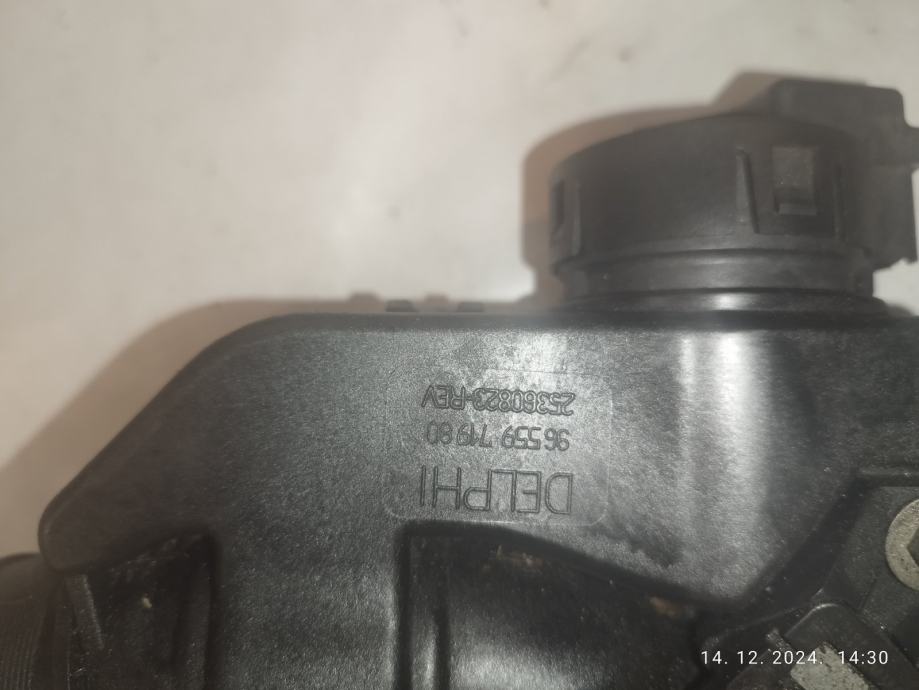 DELPHI
96 559 719 80
25360823-REV
14. 12. 2024. 14:30